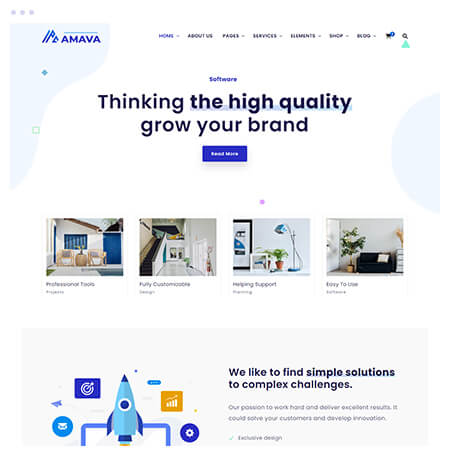 AMAVA
HOME ABOUT US PAGES SERVICES ELEMENTS SHOP BLOG
Software
Thinking the high quality
grow your brand
Read More
Professional Tools
Projects
Fully Customizable
Design
Helping Support
Planning
Easy To Use
Software
We like to find simple solutions
to complex challenges.
Our passion to work hard and deliver excellent results. It
could solve your customers and develop innovation.
Exclusive design